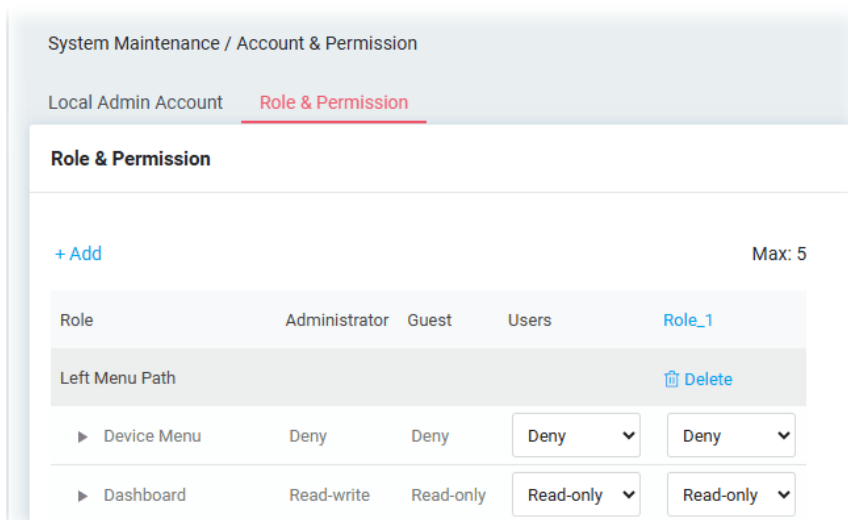 System Maintenance / Account & Permission
Local Admin Account Role & Permission
Role & Permission
+ Add Max: 5
Role Administrator Guest Users Role_1
Left Menu Path Delete
Device Menu Deny Deny Deny Deny
Dashboard Read-write Read-only Read-only Read-only